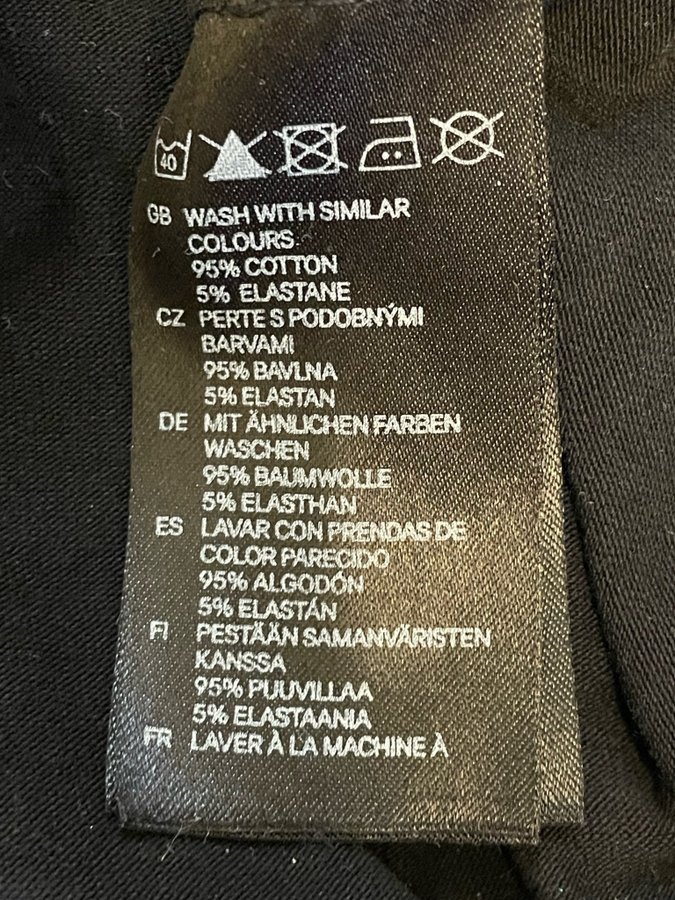 40
GB WASH WITH SIMILAR
COLOURS.
95% COTTON
5% ELASTANE
CZ PERTE S PODOBNÝMI
BARVAMI
95% BAVLNA
5% ELASTAN
DE MIT ÄHNLICHEN FARBEN
WASCHEN
95% BAUMWOLLE
5% ELASTHAN
ES LAVAR CON PRENDAS DE
COLOR PARECIDO
95% ALGODÓN
5% ELASTÁN
FI PESTÄÄN SAMANVÄRISTEN
KANSSA
95% PUUVILLAA
5% ELASTAANIA
FR LAVER À LA MACHINE À